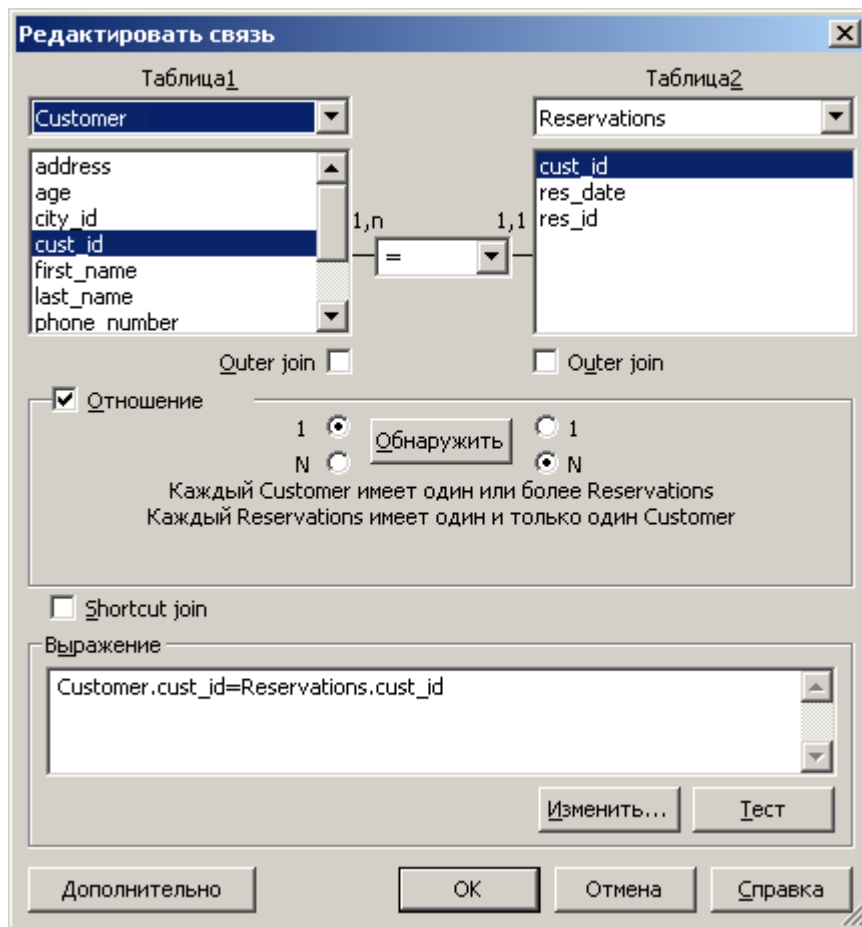 Редактировать связь
Таблица1
Таблица2
Customer
Reservations
address
age
city_id
cust_id
first_name
last_name
phone_number
1,n
1,1
=
cust_id
res_date
res_id
Outer join
Outer join
Отношение
1
Обнаружить
1
N
N
Каждый Customer имеет один или более Reservations
Каждый Reservations имеет один и только один Customer
Shortcut join
Выражение
Customer.cust_id=Reservations.cust_id
Изменить...
Тест
Дополнительно
OK
Отмена
Справка